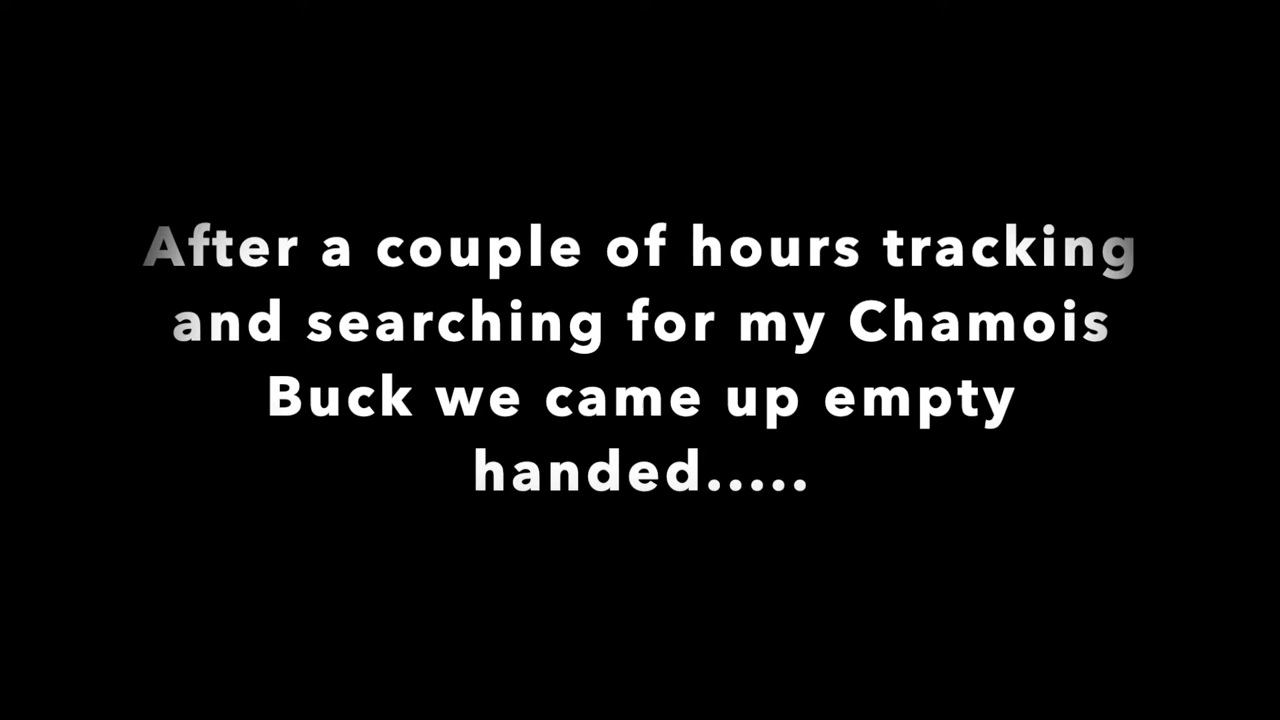 After a couple of hours tracking
and searching for my Chamois
Buck we came up empty
handed.....